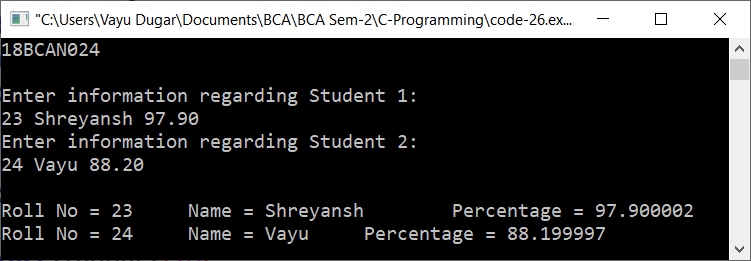 "C:\Users\Vayu Dugar\Documents\BCA\BCA Sem-2\C-Programming\code-26.ex...
18BCAN024
Enter information regarding Student 1:
23 Shreyansh 97.90
Enter information regarding Student 2:
24 Vayu 88.20
Roll No = 23     Name = Shreyansh        Percentage = 97.900002
Roll No = 24     Name = Vayu     Percentage = 88.199997